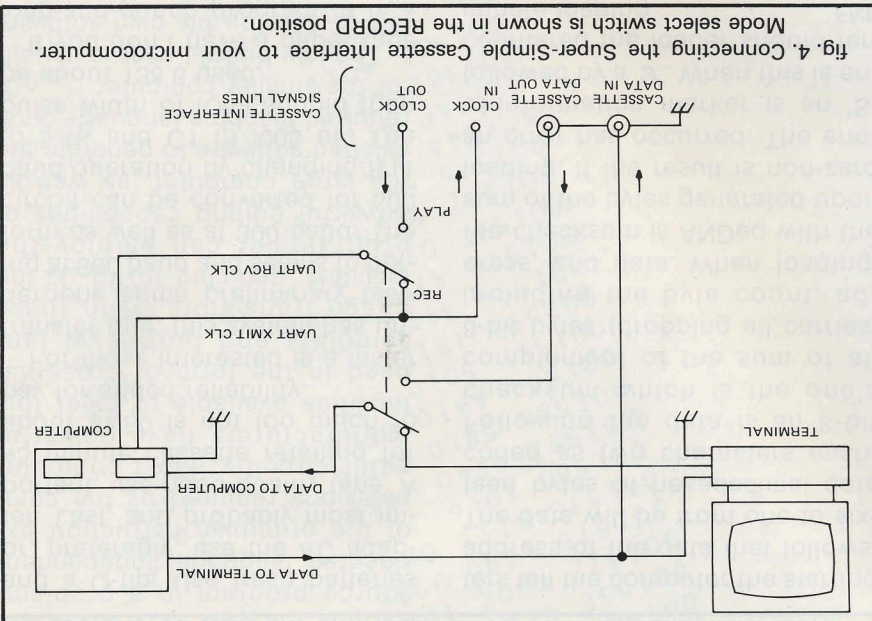 DATA TERMINAL
DATA TO COMPUTER
TERMINAL
COMPUTER
UART XMIT CLK
REC
UART RCV CLK
PLAY
CASSETTE
DATA IN
CASSETTE
DATA OUT
CLOCK
IN
CLOCK
OUT
CASSETTE INTERFACE
SIGNAL LINES
fig. 4 Connecting the Super-Simple Cassette Interface to your microcomputer.
Mode select switch is shown in the RECORD position.